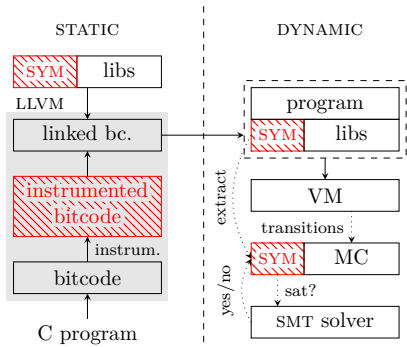 STATIC
SYM libs
LLVM
linked bc.
instrumented
bitcode
instrum.
bitcode
C program
DYNAMIC
program
SYM libs
extract
VM
transitions
SYM MC
yes/no
sat?
SMT solver